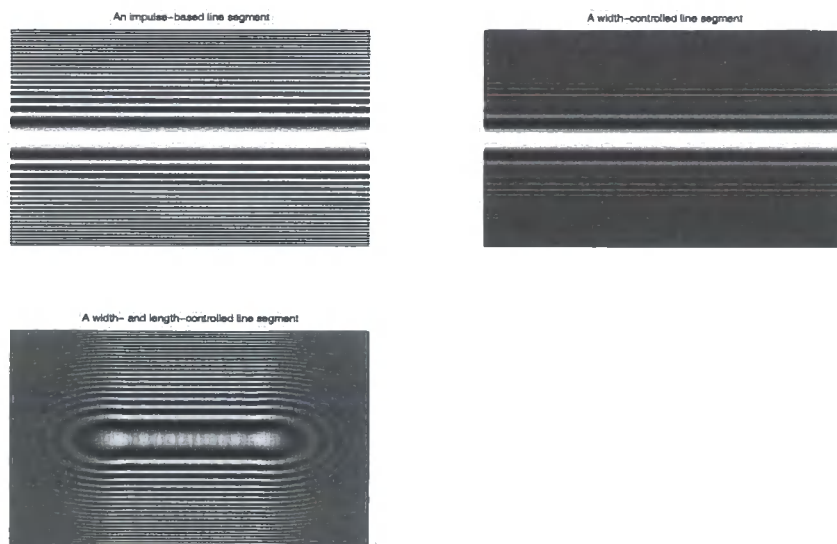 An impulse-based line segment
A width-controlled line segment
A width- and length-controlled line segment